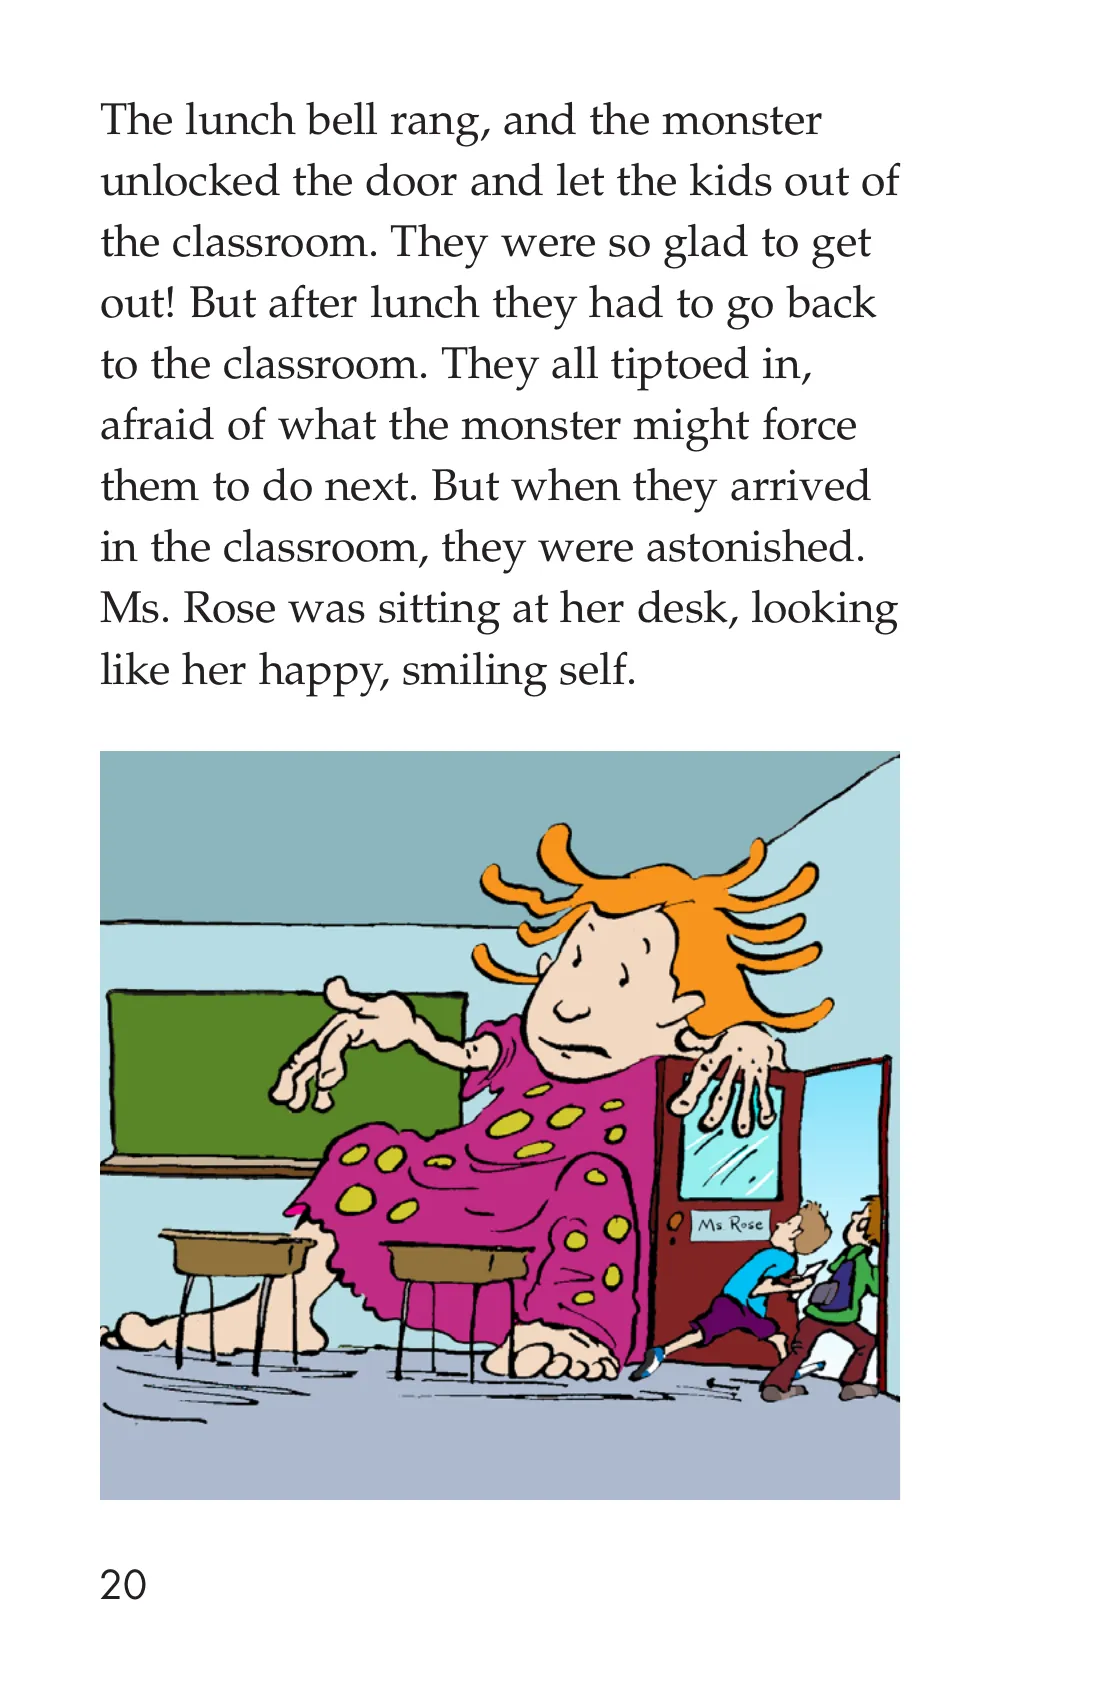 The lunch bell rang, and the monster
unlocked the door and let the kids out of
the classroom. They were so glad to get
out! But after lunch they had to go back
to the classroom. They all tiptoed in,
afraid of what the monster might force
them to do next. But when they arrived
in the classroom, they were astonished.
Ms. Rose was sitting at her desk, looking
like her happy, smiling self.
Ms. Rose
20